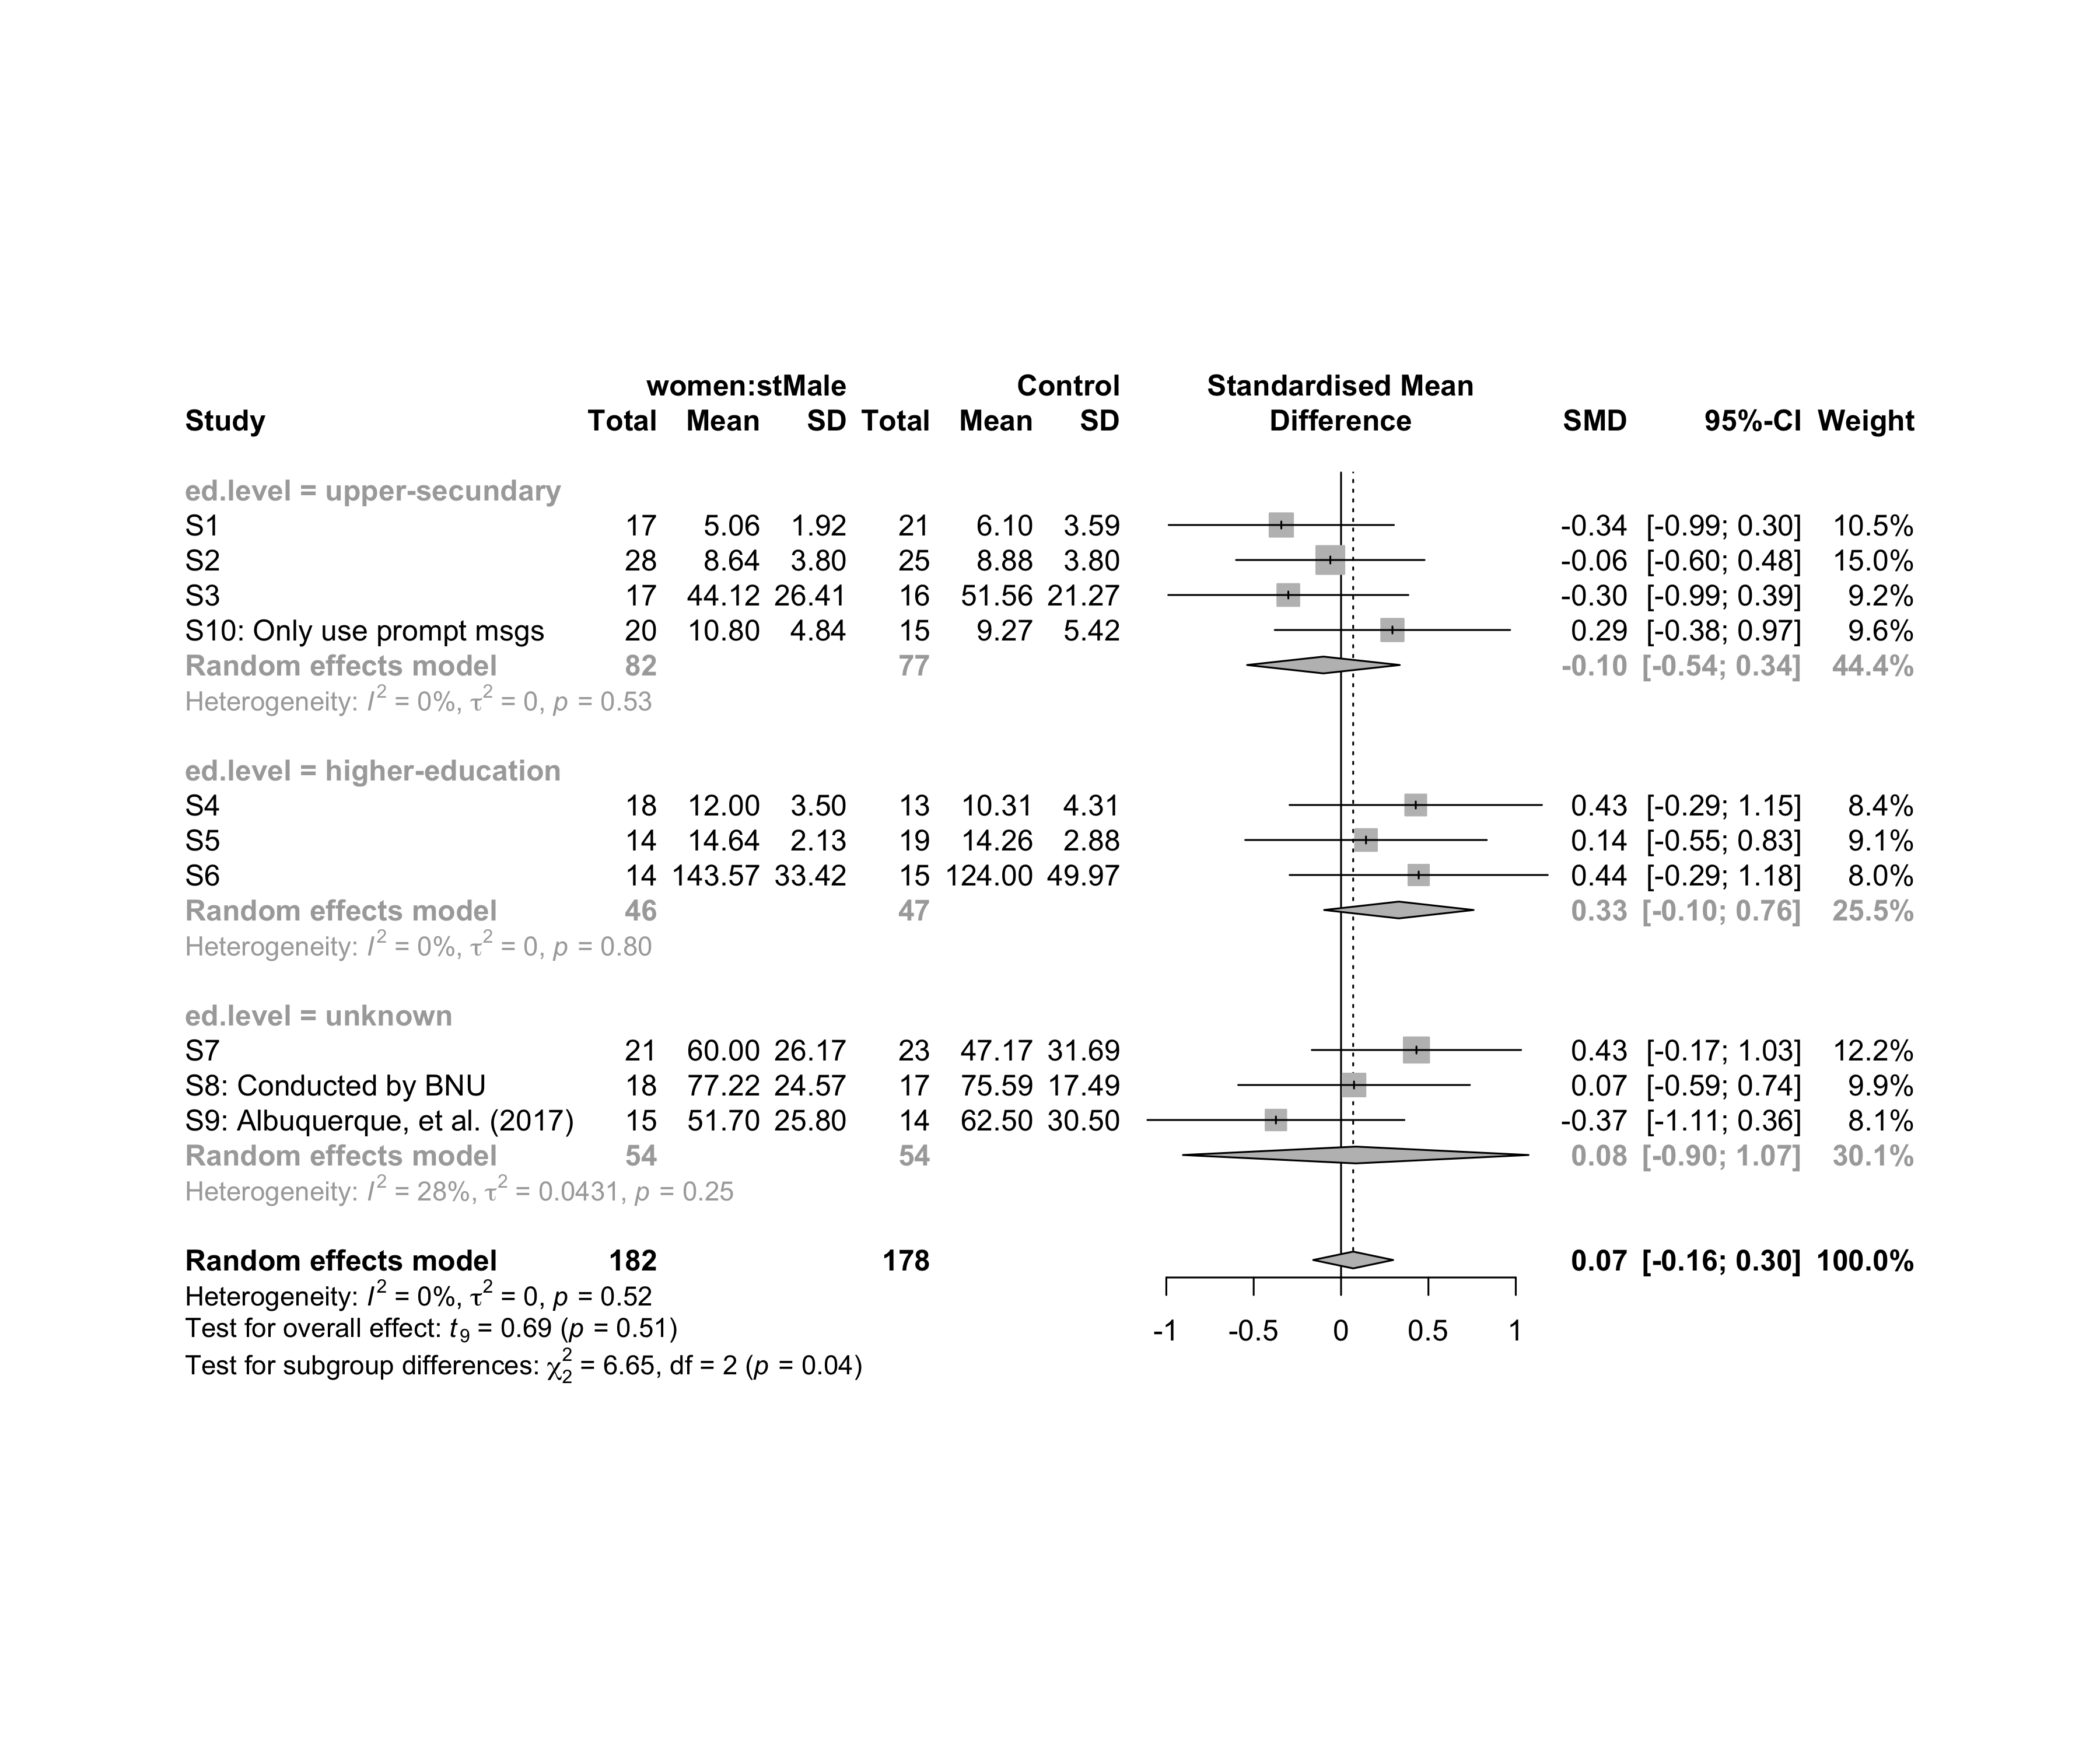 women:stMale Control Standardised Mean
Study Total Mean SD Total Mean SD Difference SMD 95%-CI Weight
ed.level = upper-secundary
S1 17 5.06 1.92 21 6.10 3.59 -0.34 [-0.99; 0.30] 10.5%
S2 28 8.64 3.80 25 8.88 3.80 -0.06 [-0.60; 0.48] 15.0%
S3 17 44.12 26.41 16 51.56 21.27 -0.30 [-0.99; 0.39] 9.2%
S10: Only use prompt msgs 20 10.80 4.84 15 9.27 5.42 0.29 [-0.38; 0.97] 9.6%
Random effects model 82 77 -0.10 [-0.54; 0.34] 44.4%
Heterogeneity: I² = 0%, τ² = 0, p = 0.53
ed.level = higher-education
S4 18 12.00 3.50 13 10.31 4.31 0.43 [-0.29; 1.15] 8.4%
S5 14 14.64 2.13 19 14.26 2.88 0.14 [-0.55; 0.83] 9.1%
S6 14 143.57 33.42 15 124.00 49.97 0.44 [-0.29; 1.18] 8.0%
Random effects model 46 47 0.33 [-0.10; 0.76] 25.5%
Heterogeneity: I² = 0%, τ² = 0, p = 0.80
ed.level = unknown
S7 21 60.00 26.17 23 47.17 31.69 0.43 [-0.17; 1.03] 12.2%
S8: Conducted by BNU 18 77.22 24.57 17 75.59 17.49 0.07 [-0.59; 0.74] 9.9%
S9: Albuquerque, et al. (2017) 15 51.70 25.80 14 62.50 30.50 -0.37 [-1.11; 0.36] 8.1%
Random effects model 54 54 0.08 [-0.90; 1.07] 30.1%
Heterogeneity: I² = 28%, τ² = 0.0431, p = 0.25
Random effects model 182 178 0.07 [-0.16; 0.30] 100.0%
Heterogeneity: I² = 0%, τ² = 0, p = 0.52
Test for overall effect: t₉ = 0.69 (p = 0.51) -1 -0.5 0 0.5 1
Test for subgroup differences: χ²₂ = 6.65, df = 2 (p = 0.04)